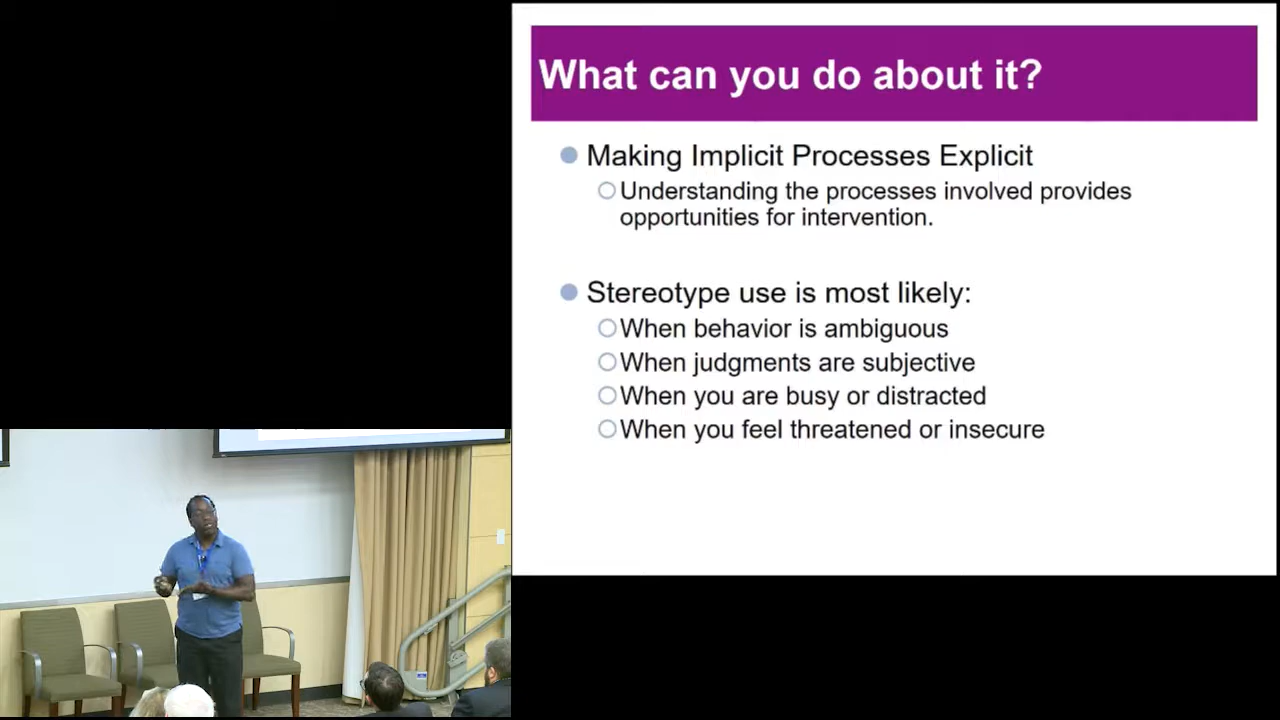 What can you do about it?
Making Implicit Processes Explicit
Understanding the processes involved provides
opportunities for intervention.
Stereotype use is most likely:
When behavior is ambiguous
When judgments are subjective
When you are busy or distracted
When you feel threatened or insecure